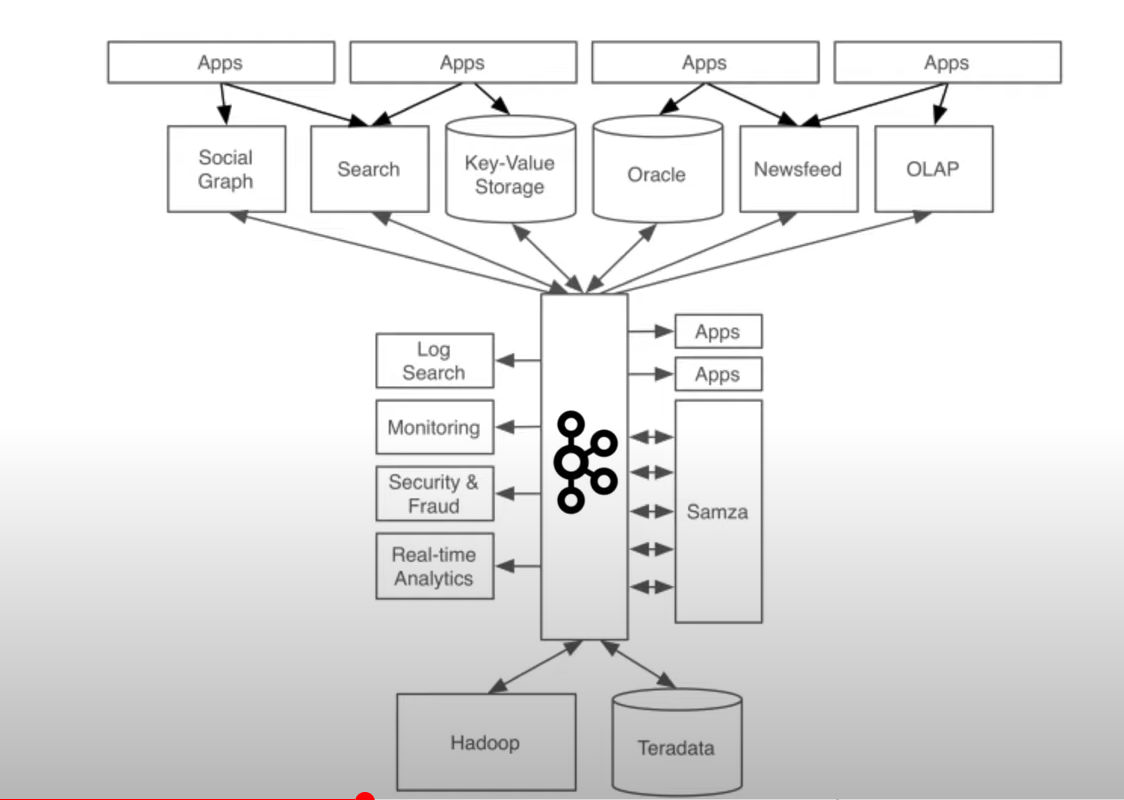 Apps
Apps
Apps
Apps
Social
Graph
Search
Key-Value
Storage
Oracle
Newsfeed
OLAP
Log
Search
Monitoring
Security &
Fraud
Real-time
Analytics
Apps
Apps
Samza
Hadoop
Teradata